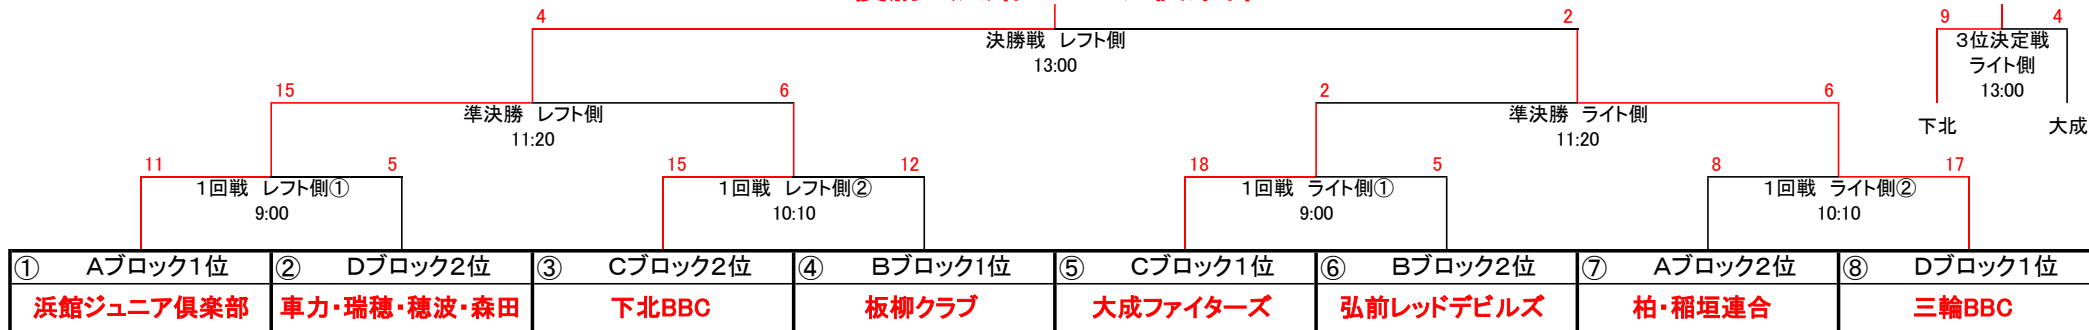 4
2
9
4
決勝戦 レフト側
13:00
3位決定戦
ライト側
13:00
下北
大成
15
6
2
6
準決勝 レフト側
11:20
準決勝 ライト側
11:20
11
5
15
12
18
5
8
17
1回戦 レフト側①
9:00
1回戦 レフト側②
10:10
1回戦 ライト側①
9:00
1回戦 ライト側②
10:10
① Aブロック1位
② Dブロック2位
③ Cブロック2位
④ Bブロック1位
⑤ Cブロック1位
⑥ Bブロック2位
⑦ Aブロック2位
⑧ Dブロック1位
浜館ジュニア倶楽部
車力・瑞穂・穂波・森田
下北BBC
板柳クラブ
大成ファイターズ
弘前レッドデビルズ
柏・稲垣連合
三輪BBC